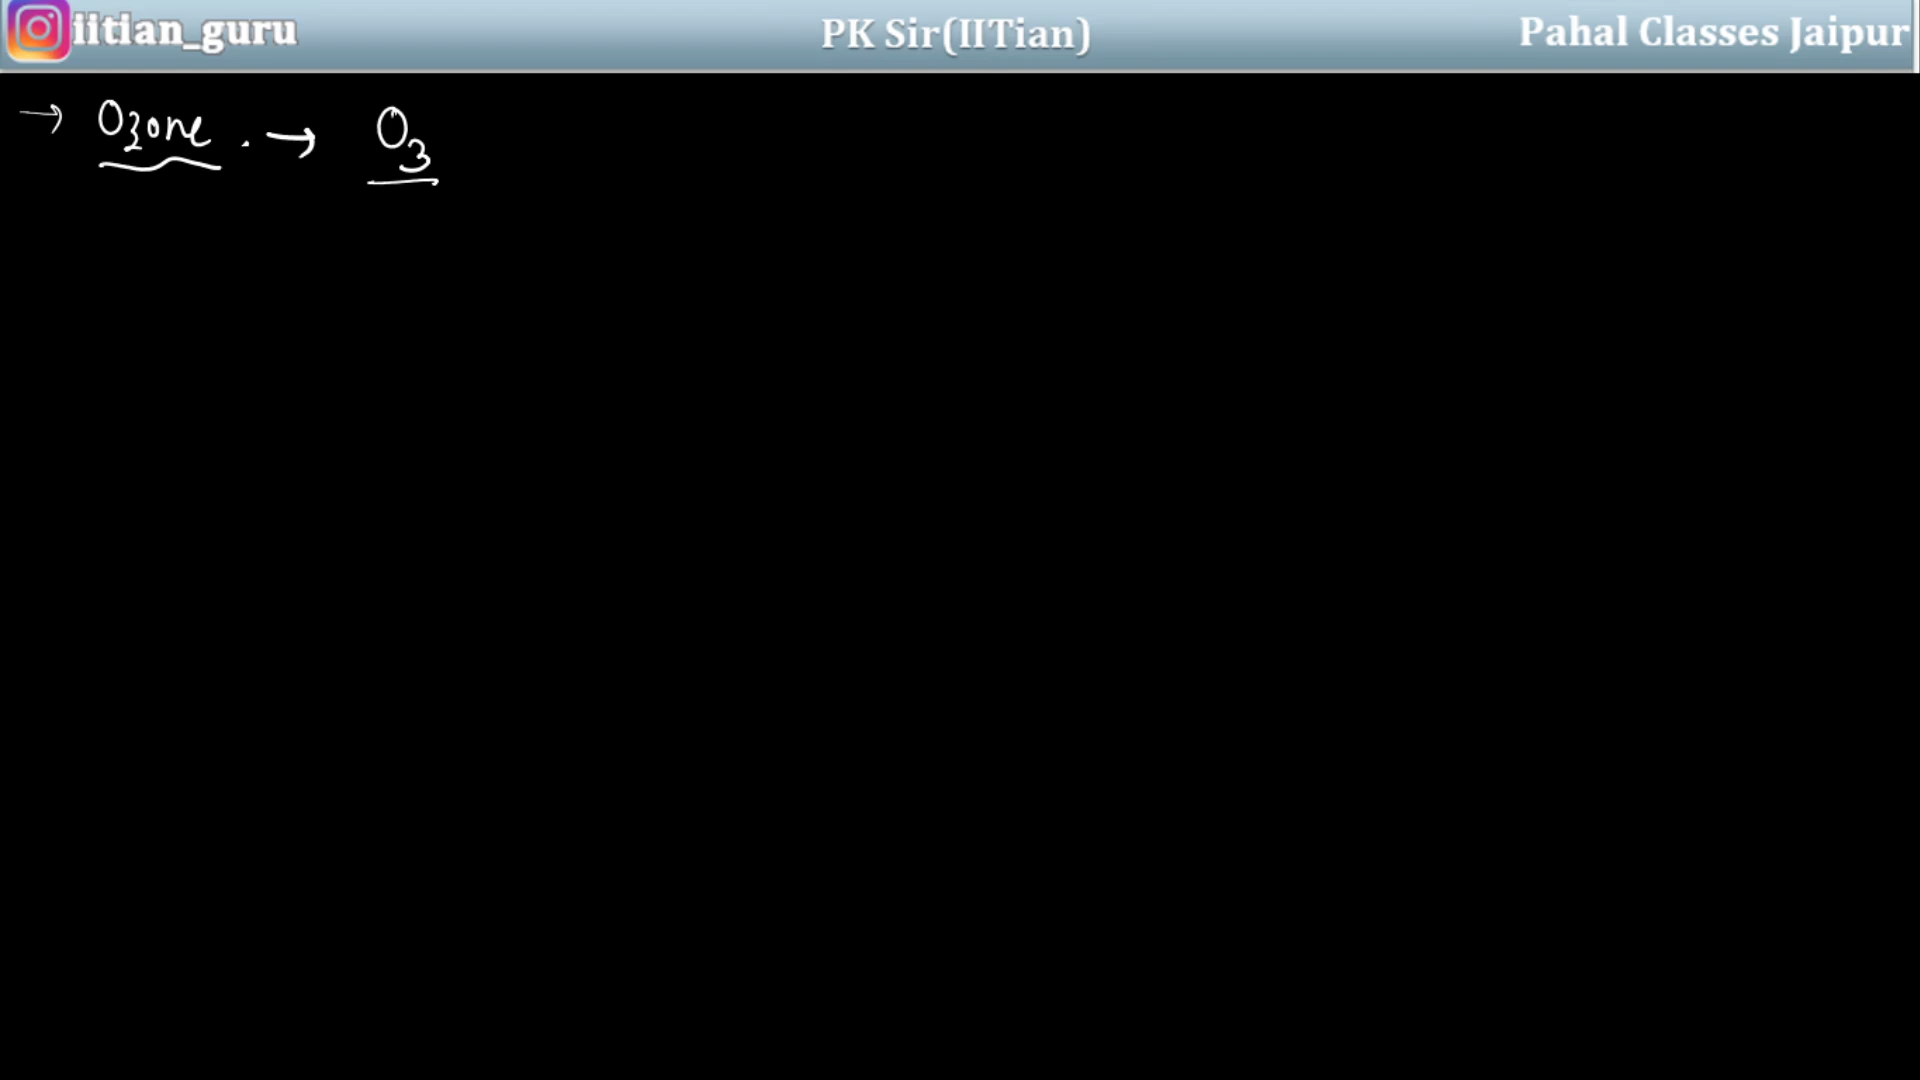 iitian_guru
PK Sir(IITian)
Pahal Classes Jaipur
→ Ozone . → O₃